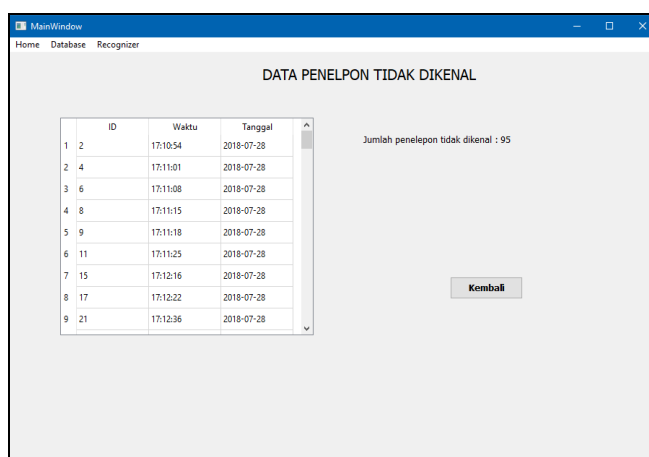 MainWindow
Home Database Recognizer
DATA PENELPON TIDAK DIKENAL
ID Waktu Tanggal
1 2 17:10:54 2018-07-28
2 4 17:11:01 2018-07-28
3 6 17:11:08 2018-07-28
4 8 17:11:15 2018-07-28
5 9 17:11:18 2018-07-28
6 11 17:11:25 2018-07-28
7 15 17:12:16 2018-07-28
8 17 17:12:22 2018-07-28
9 21 17:12:36 2018-07-28
Jumlah penelepon tidak dikenal : 95
Kembali